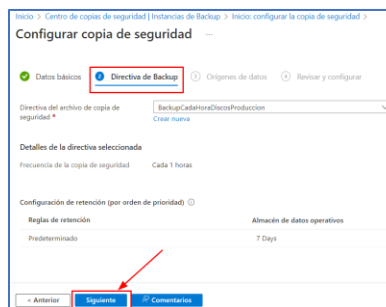 Inicio > Centro de copias de seguridad | Instancias de Backup > Inicio: configurar la copia de seguridad >
Configurar copia de seguridad ...
Datos básicos 2 Directiva de Backup 3 Orígenes de datos 4 Revisar y configurar
Directiva del archivo de copia de seguridad * BackupCadaHoraDiscosProduccion
Crear nueva
Detalles de la directiva seleccionada
Frecuencia de la copia de seguridad Cada 1 horas
Configuración de retención (por orden de prioridad)
Reglas de retención Almacén de datos operativos
Predeterminado 7 Days
< Anterior Siguiente Comentarios